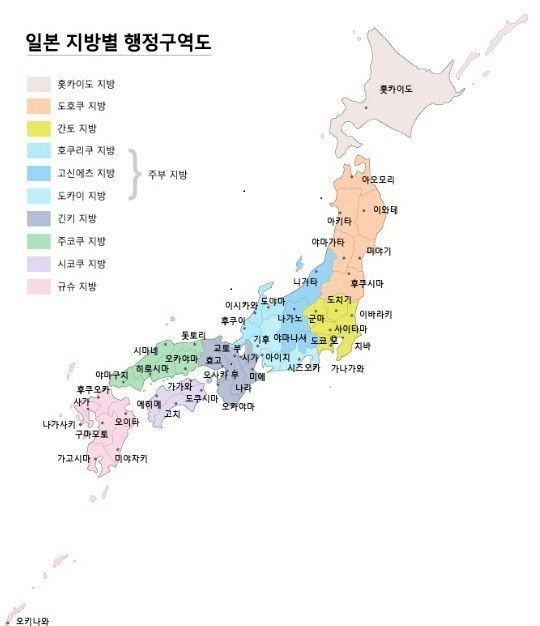 일본 지방별 행정구역도
홋카이도 지방
도호쿠 지방
간토 지방
호쿠리쿠 지방
고신에츠 지방
도카이 지방
주부 지방
긴키 지방
주코쿠 지방
시코쿠 지방
규슈 지방
홋카이도
아오모리
이와테
아키타
야마가타
미야기
니가타
후쿠시마
도치기
이시카와
도야마
이바라키
나가노
군마
후쿠이
사이타마
돗토리
기후
야마나사
도쿄 도
치바
시마네
교토 부
오카야마
효고
시가
아이치
시즈오카
가나가와
야마구치
히로시마
오사카 부
미에
후쿠오카
가가와
나라
사가
에히메
도쿠시마
오카야마
나가사키
오이타
고치
구마모토
가고시마
미야자키
오키나와